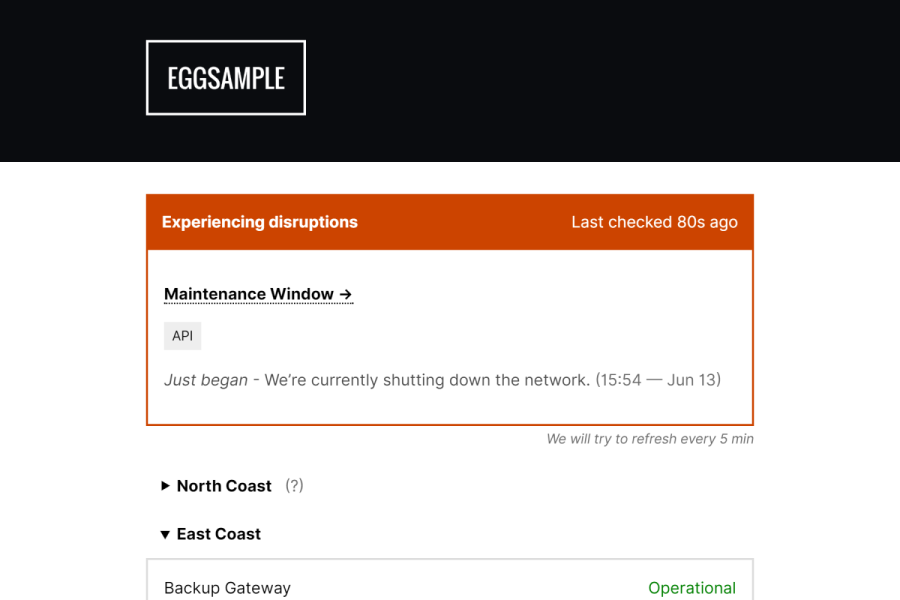 EGGSAMPLE
Experiencing disruptions Last checked 80s ago
Maintenance Window →
API
Just began - We’re currently shutting down the network. (15:54 — Jun 13)
We will try to refresh every 5 min
▶ North Coast (?)
▼ East Coast
Backup Gateway Operational